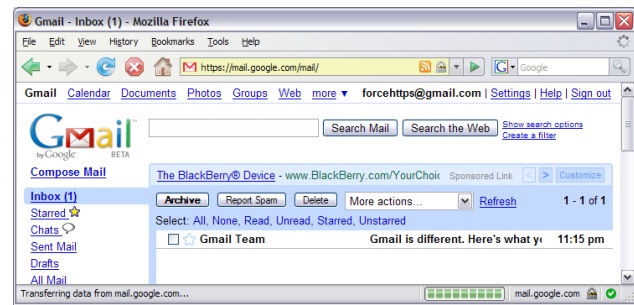 Gmail - Inbox (1) - Mozilla Firefox
File Edit View History Bookmarks Tools Help
https://mail.google.com/mail/ Google
Gmail Calendar Documents Photos Groups Web more ▼ forcehttps@gmail.com | Settings | Help | Sign out
Gmail
by Google BETA
Search Mail Search the Web Show search options
Create a filter
Compose Mail
The BlackBerry® Device - www.BlackBerry.com/YourChoic Sponsored Link < > Customize
Inbox (1)
Archive Report Spam Delete More actions... Refresh 1 - 1 of 1
Starred
Select: All, None, Read, Unread, Starred, Unstarred
Chats
Gmail Team Gmail is different. Here's what yo 11:15 pm
Sent Mail
Drafts
All Mail
Transferring data from mail.google.com... mail.google.com